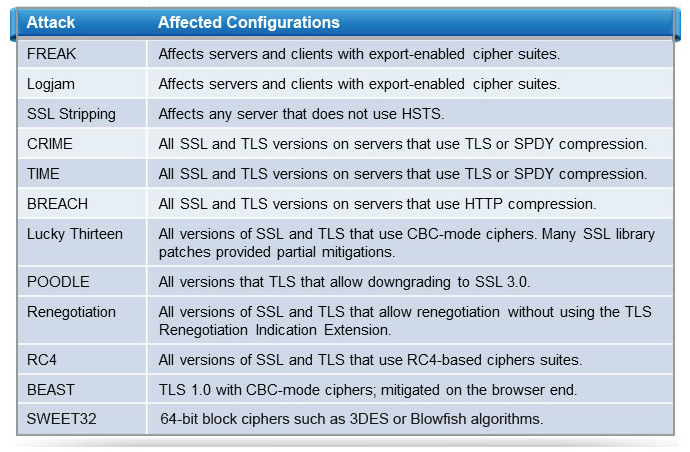 Attack Affected Configurations
FREAK Affects servers and clients with export-enabled cipher suites.
Logjam Affects servers and clients with export-enabled cipher suites.
SSL Stripping Affects any server that does not use HSTS.
CRIME All SSL and TLS versions on servers that use TLS or SPDY compression.
TIME All SSL and TLS versions on servers that use TLS or SPDY compression.
BREACH All SSL and TLS versions on servers that use HTTP compression.
Lucky Thirteen All versions of SSL and TLS that use CBC-mode ciphers. Many SSL library
patches provided partial mitigations.
POODLE All versions that TLS that allow downgrading to SSL 3.0.
Renegotiation All versions of SSL and TLS that allow renegotiation without using the TLS
Renegotiation Indication Extension.
RC4 All versions of SSL and TLS that use RC4-based ciphers suites.
BEAST TLS 1.0 with CBC-mode ciphers; mitigated on the browser end.
SWEET32 64-bit block ciphers such as 3DES or Blowfish algorithms.